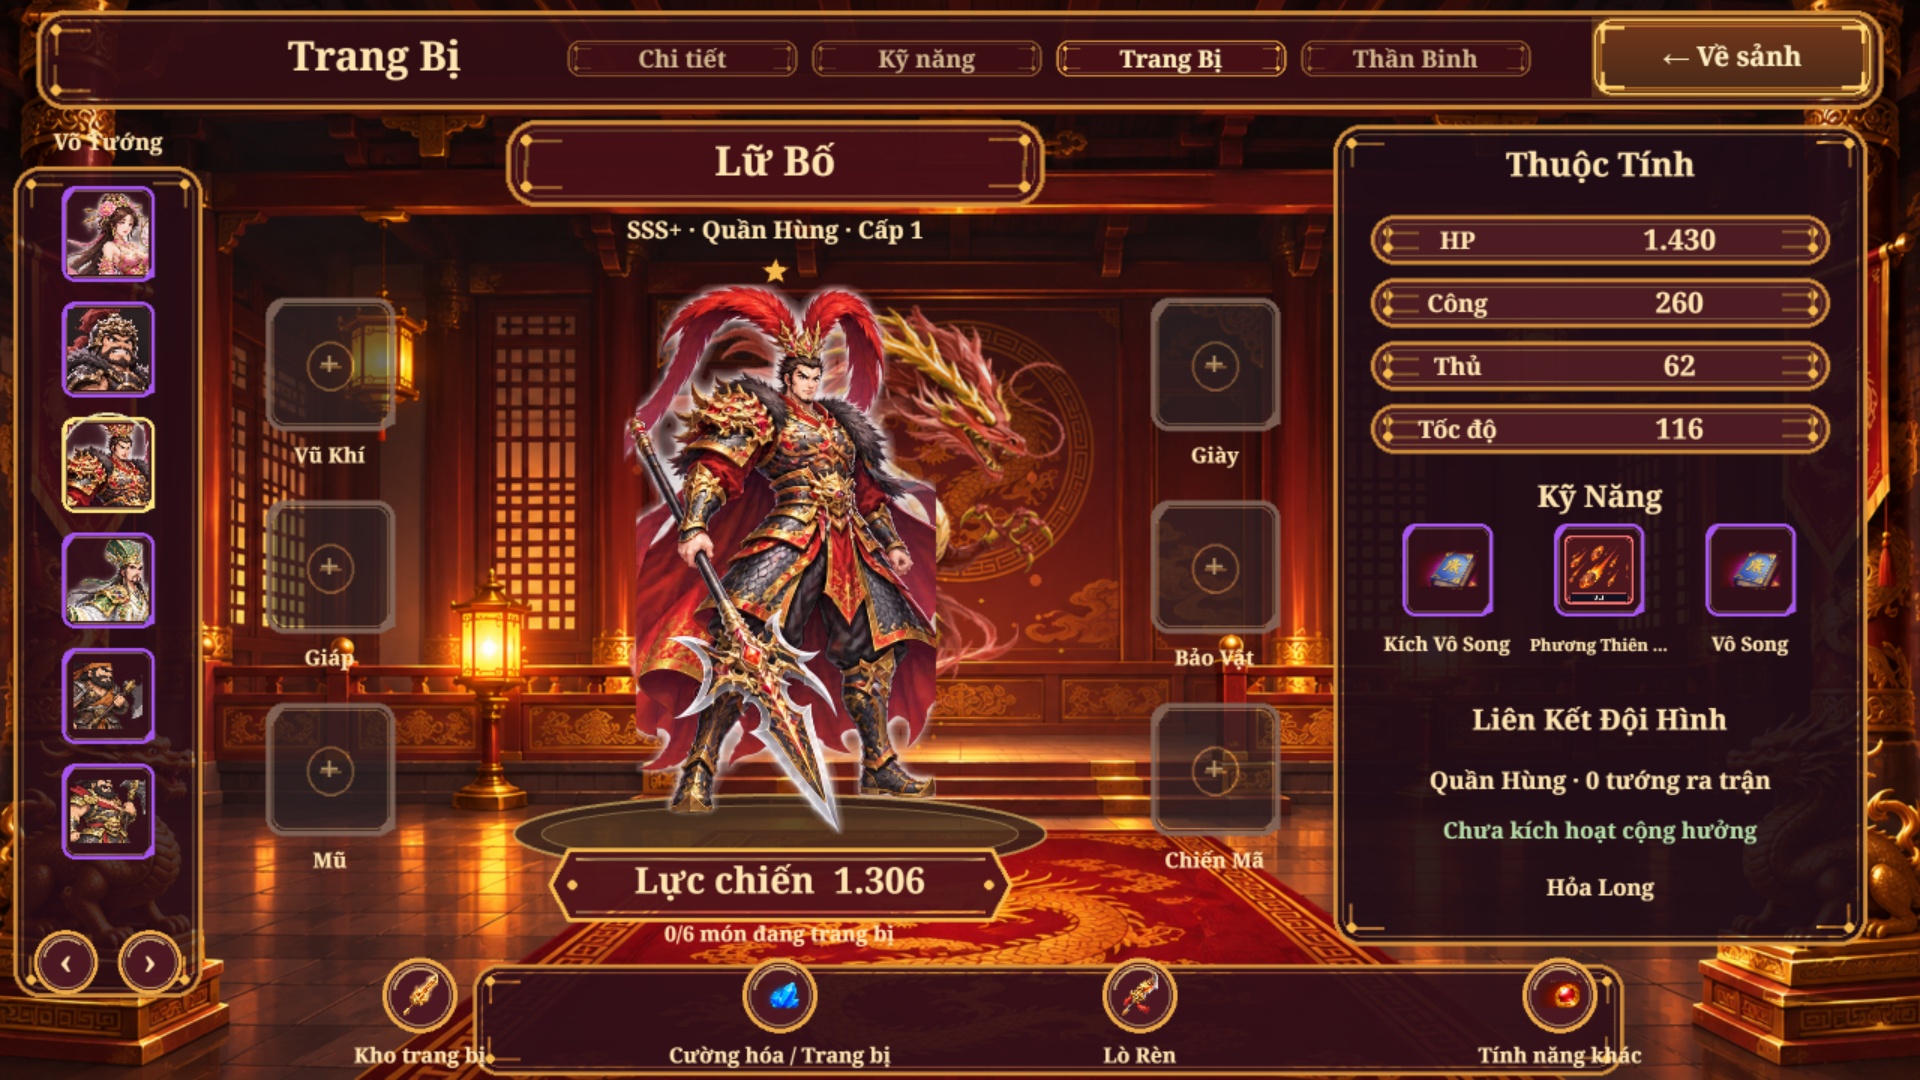 Trang Bị
Chi tiết
Kỹ năng
Trang Bị
Thần Binh
← Về sảnh
Võ Tướng
Lữ Bố
SSS+ · Quần Hùng · Cấp 1
Vũ Khí
Giáp
Mũ
Giày
Bảo Vật
Chiến Mã
Lực chiến 1.306
0/6 món đang trang bị
Thuộc Tính
HP 1.430
Công 260
Thủ 62
Tốc độ 116
Kỹ Năng
Kích Vô Song
Phương Thiên ...
Vô Song
Liên Kết Đội Hình
Quần Hùng · 0 tướng ra trận
Chưa kích hoạt cộng hưởng
Hỏa Long
‹ ›
Kho trang bị
Cường hóa / Trang bị
Lò Rèn
Tính năng khác